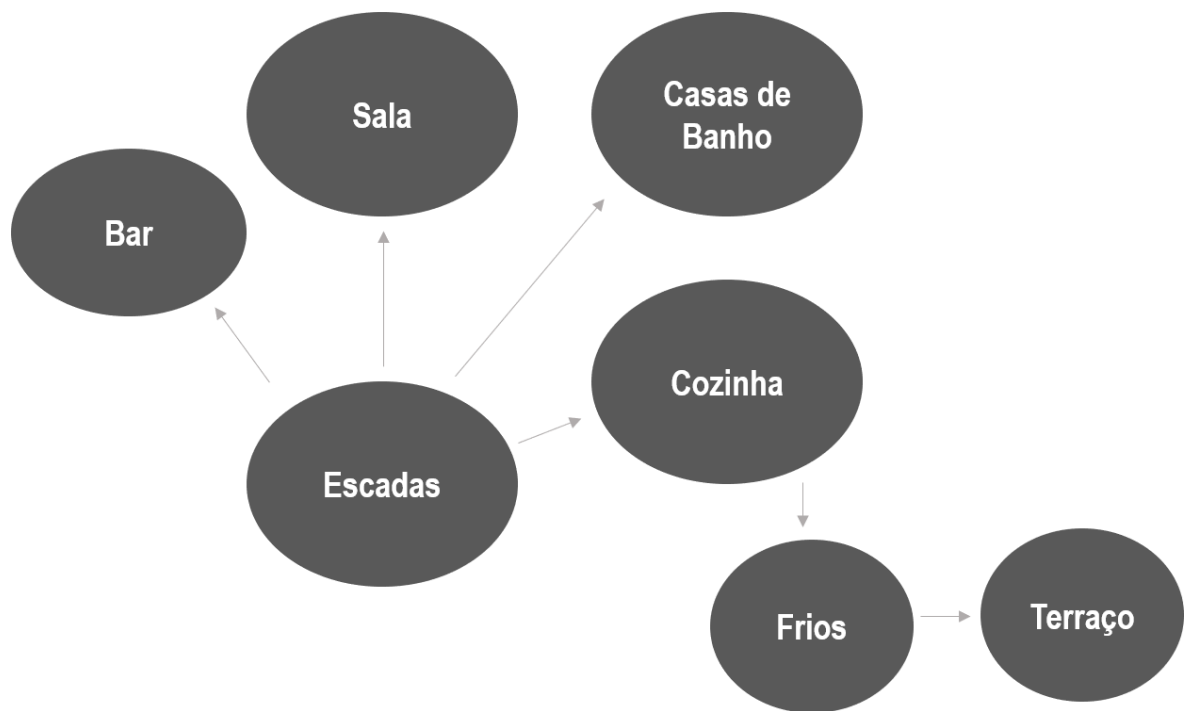 Sala
Casas de
Banho
Bar
Cozinha
Escadas
Frios
Terraço